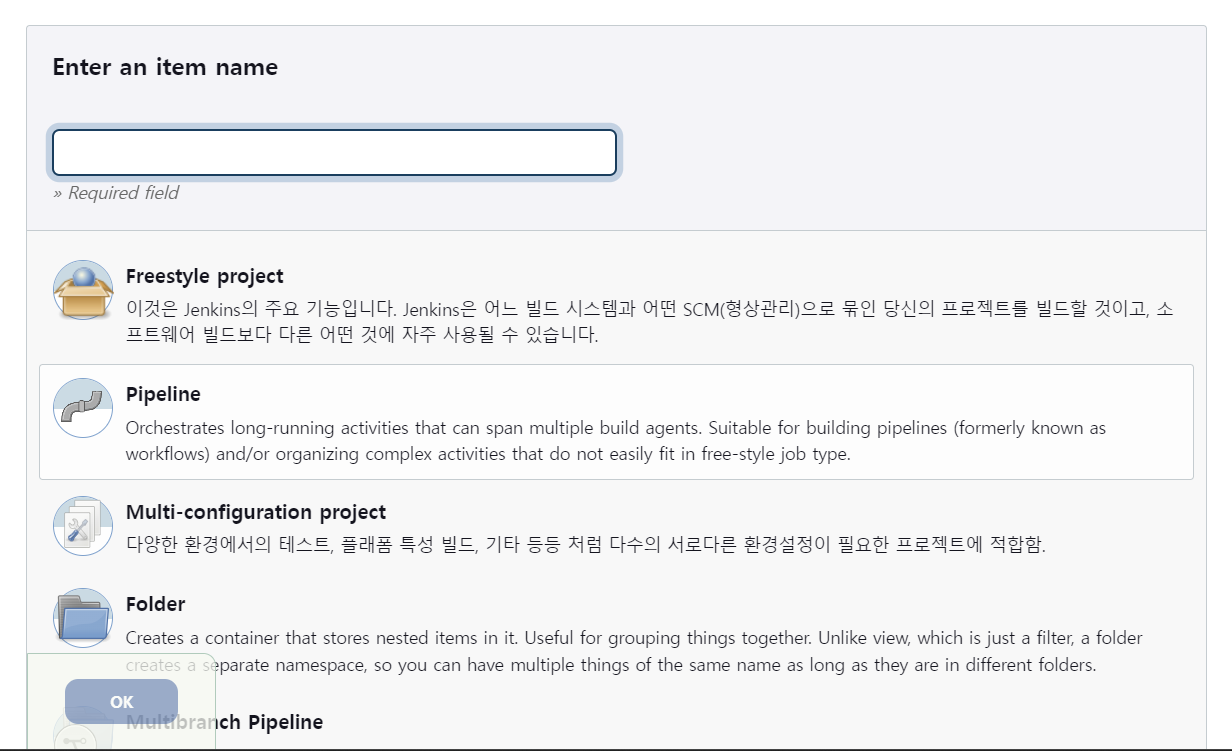 Enter an item name
» Required field
Freestyle project
이것은 Jenkins의 주요 기능입니다. Jenkins은 어느 빌드 시스템과 어떤 SCM(형상관리)으로 묶인 당신의 프로젝트를 빌드할 것이고, 소
프트웨어 빌드보다 다른 어떤 것에 자주 사용될 수 있습니다.
Pipeline
Orchestrates long-running activities that can span multiple build agents. Suitable for building pipelines (formerly known as
workflows) and/or organizing complex activities that do not easily fit in free-style job type.
Multi-configuration project
다양한 환경에서의 테스트, 플래폼 특성 빌드, 기타 등등 처럼 다수의 서로다른 환경설정이 필요한 프로젝트에 적합함.
Folder
Creates a container that stores nested items in it. Useful for grouping things together. Unlike view, which is just a filter, a folder
creates a separate namespace, so you can have multiple things of the same name as long as they are in different folders.
OK
Multibranch Pipeline